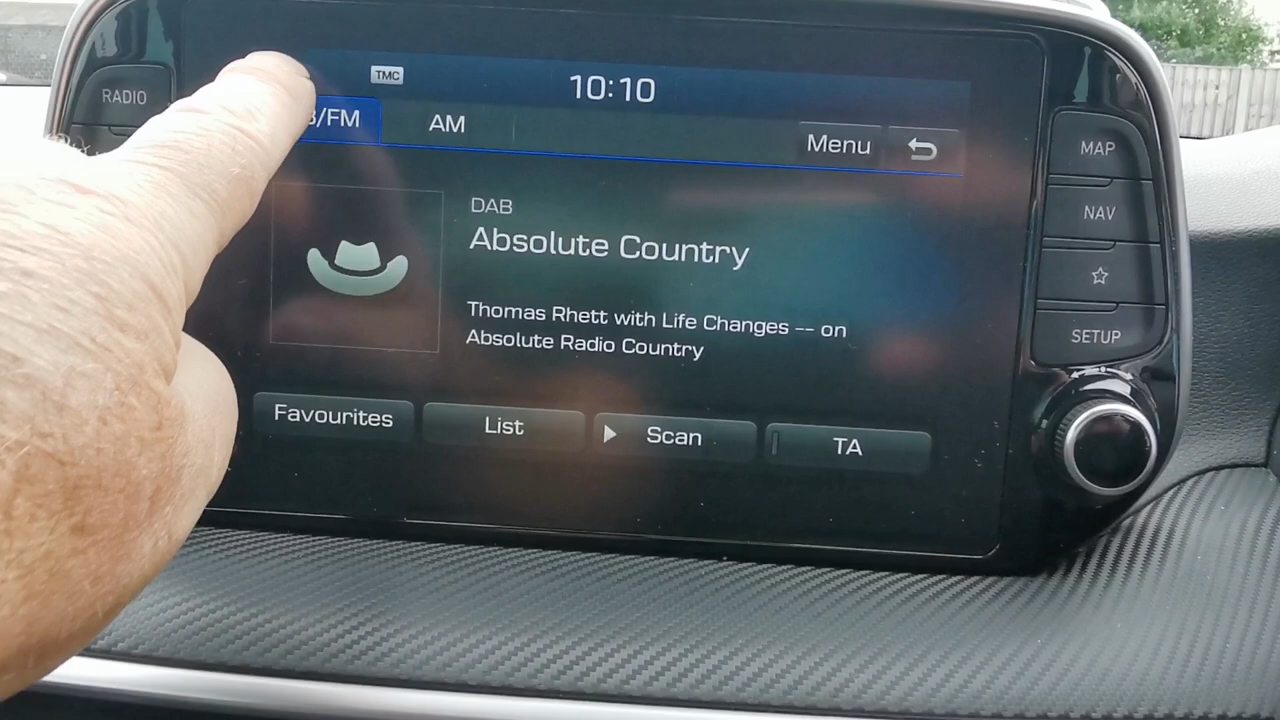 RADIO
TMC
10:10
B/FM
AM
Menu
MAP
NAV
SETUP
DAB
Absolute Country
Thomas Rhett with Life Changes -- on
Absolute Radio Country
Favourites
List
Scan
TA